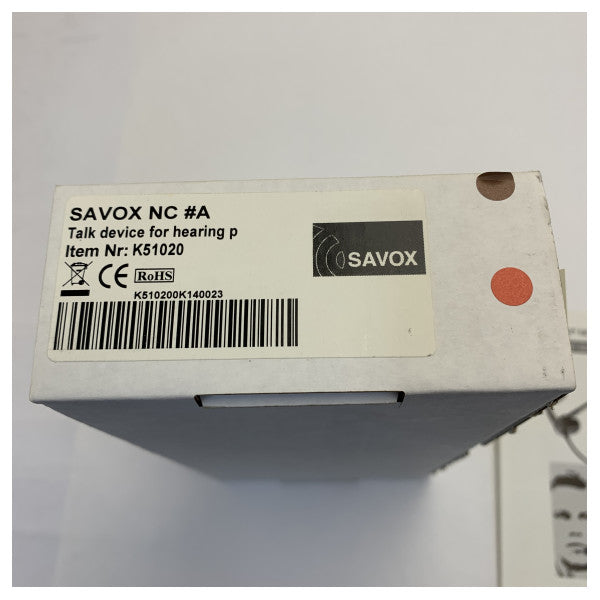 SAVOX NC #A
Talk device for hearing p
Item Nr: K51020
CE RoHS
K510200K140023
SAVOX